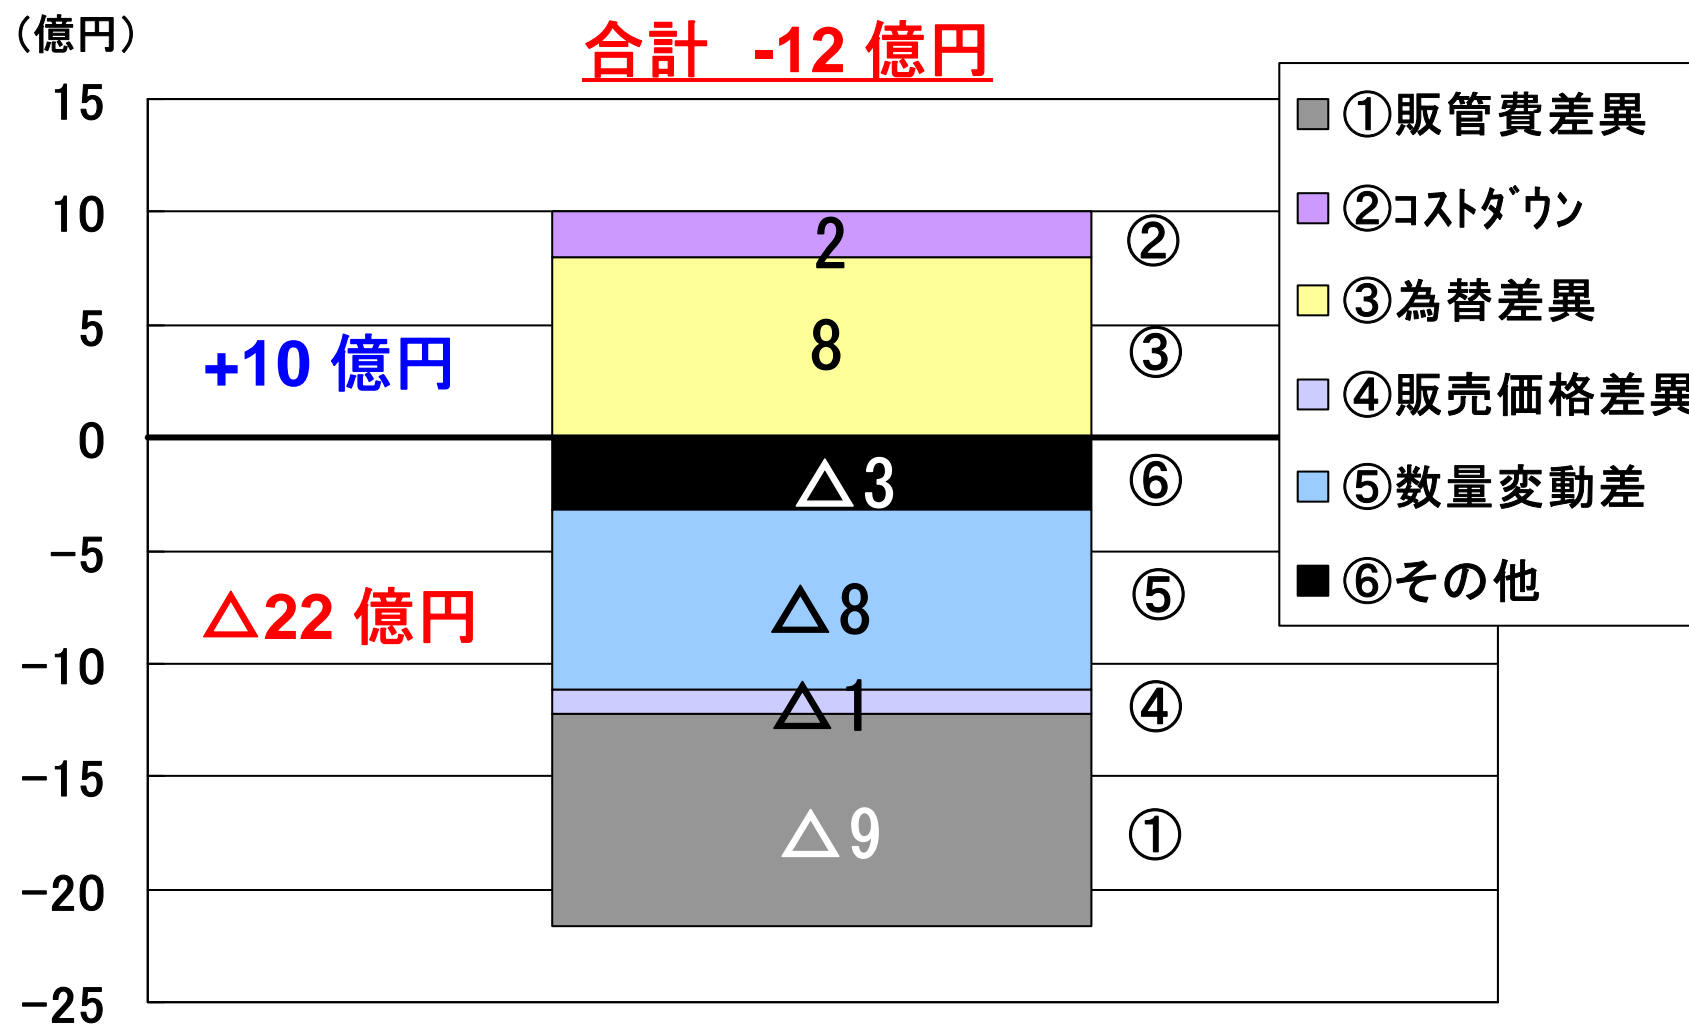 （億円）
合計 -12 億円
15
10
5
0
-5
-10
-15
-20
-25
+10 億円
△22 億円
2
8
△3
△8
△1
△9
②
③
⑥
⑤
④
①
①販管費差異
②ｺｽﾄﾀﾞｳﾝ
③為替差異
④販売価格差異
⑤数量変動差
⑥その他